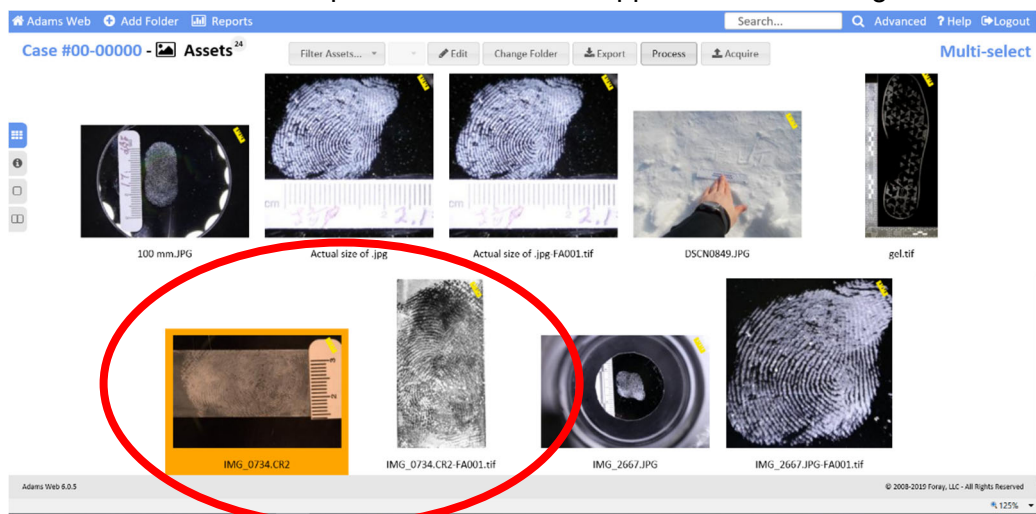 Adams Web Add Folder Reports Search... Advanced ? Help Logout
Case #00-00000 - Assets 24 Filter Assets... Edit Change Folder Export Process Acquire Multi-select
100 mm.JPG Actual size of .jpg Actual size of .jpg-FA001.tif DSCN0849.JPG gel.tif
IMG_0734.CR2 IMG_0734.CR2-FA001.tif IMG_2667.JPG IMG_2667.JPG-FA001.tif
Adams Web 6.0.5 © 2008-2019 Foray, LLC - All Rights Reserved
125%